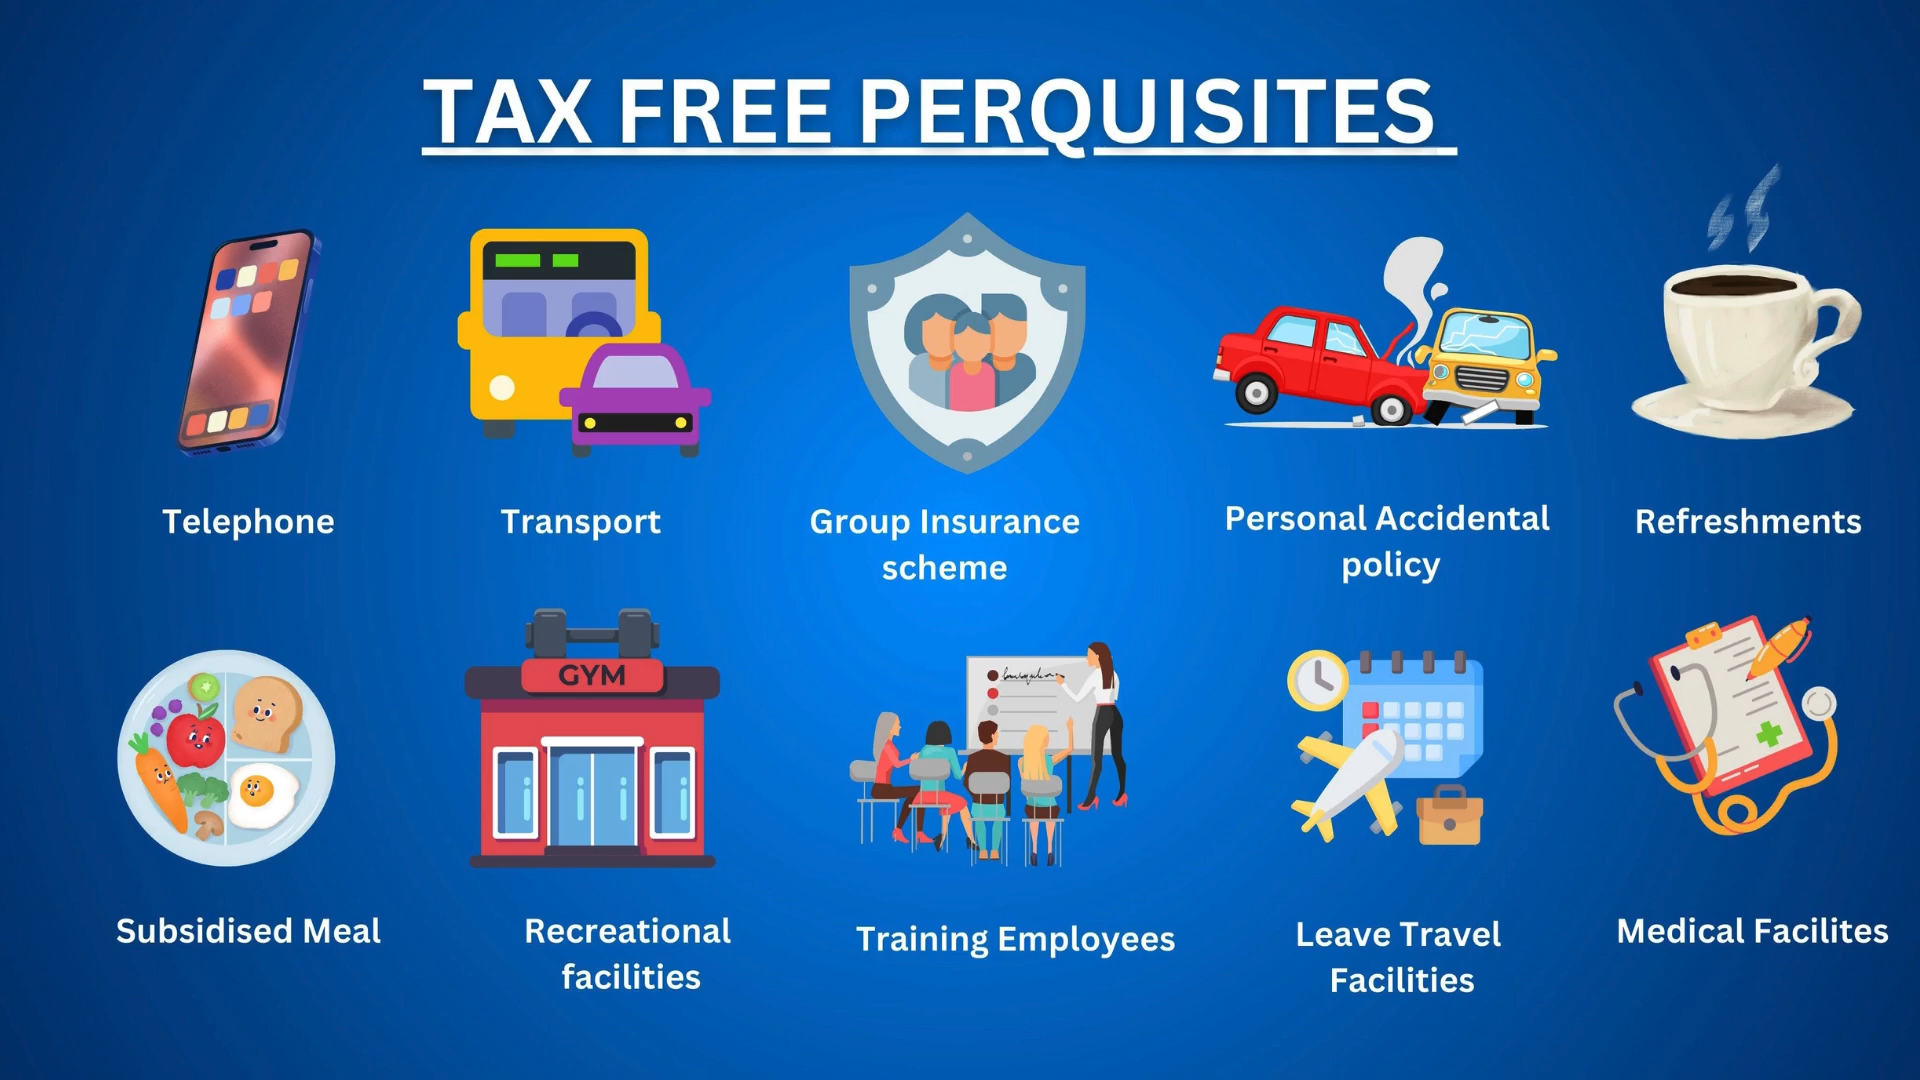 TAX FREE PERQUISITES
Telephone
Transport
Group Insurance
scheme
Personal Accidental
policy
Refreshments
GYM
Subsidised Meal
Recreational
facilities
Training Employees
Leave Travel
Facilities
Medical Facilites